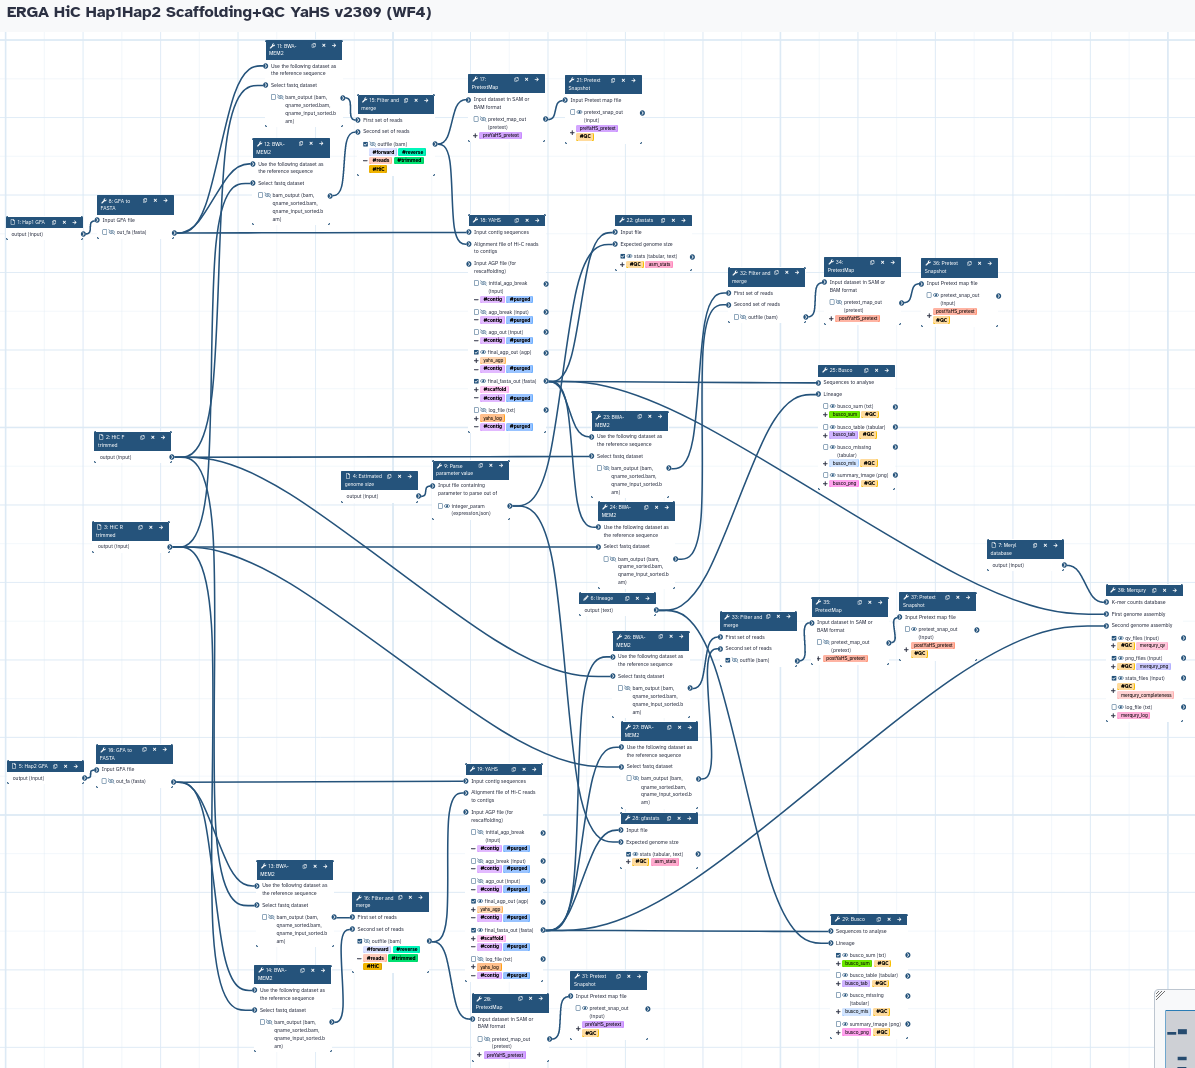 ERGA HiC Hap1Hap2 Scaffolding+QC YaHS v2309 (WF4)
11: BWA-
MEM2
Use the following dataset as
the reference sequence
Select fastq dataset
bam_output (bam,
qname_sorted.bam,
qname_input_sorted.b
am)
12: BWA-
MEM2
Use the following dataset as
the reference sequence
Select fastq dataset
bam_output (bam,
qname_sorted.bam,
qname_input_sorted.b
am)
15: Filter and
merge
First set of reads
Second set of reads
outfile (bam)
#forward #reverse
#reads #trimmed
#HiC
17:
PretextMap
Input dataset in SAM or
BAM format
pretext_map_out
(pretext)
preYaHS_pretext
21: Pretext
Snapshot
Input Pretext map file
pretext_snap_out
(input)
preYaHS_pretext
#QC
1: Hap1 GFA
output (input)
8: GFA to
FASTA
Input GFA file
out_fa (fasta)
18: YAHS
Input contig sequences
Alignment file of Hi-C reads
to contigs
Input AGP file (for
rescaffolding)
initial_agp_break
(input)
#contig #purged
agp_break (input)
#contig #purged
agp_out (input)
#contig #purged
final_agp_out (agp)
yahs_agp
#contig #purged
final_fasta_out (fasta)
#scaffold
#contig #purged
log_file (txt)
yahs_log
#contig #purged
22: gfastats
Input file
Expected genome size
stats (tabular, text)
#QC asm_stats
32: Filter and
merge
First set of reads
Second set of reads
outfile (bam)
34:
PretextMap
Input dataset in SAM or
BAM format
pretext_map_out
(pretext)
postYaHS_pretext
36: Pretext
Snapshot
Input Pretext map file
pretext_snap_out
(input)
postYaHS_pretext
#QC
25: Busco
Sequences to analyse
Lineage
busco_sum (txt)
busco_sum #QC
busco_table (tabular)
busco_tab #QC
busco_missing
(tabular)
busco_mis #QC
summary_image (png)
busco_png #QC
2: HiC F
trimmed
output (input)
3: HiC R
trimmed
output (input)
4: Estimated
genome size
output (input)
9: Parse
parameter value
Input file containing
parameter to parse out of
integer_param
(expression.json)
23: BWA-
MEM2
Use the following dataset as
the reference sequence
Select fastq dataset
bam_output (bam,
qname_sorted.bam,
qname_input_sorted.b
am)
24: BWA-
MEM2
Use the following dataset as
the reference sequence
Select fastq dataset
bam_output (bam,
qname_sorted.bam,
qname_input_sorted.b
am)
6: lineage
output (text)
7: Meryl
database
output (input)
38: Merqury
K-mer counts database
First genome assembly
Second genome assembly
qv_files (input)
#QC merqury_qv
png_files (input)
#QC merqury_png
stats_files (input)
#QC
merqury_completeness
log_file (txt)
merqury_log
33: Filter and
merge
First set of reads
Second set of reads
outfile (bam)
35:
PretextMap
Input dataset in SAM or
BAM format
pretext_map_out
(pretext)
postYaHS_pretext
37: Pretext
Snapshot
Input Pretext map file
pretext_snap_out
(input)
postYaHS_pretext
#QC
26: BWA-
MEM2
Use the following dataset as
the reference sequence
Select fastq dataset
bam_output (bam,
qname_sorted.bam,
qname_input_sorted.b
am)
27: BWA-
MEM2
Use the following dataset as
the reference sequence
Select fastq dataset
bam_output (bam,
qname_sorted.bam,
qname_input_sorted.b
am)
28: gfastats
Input file
Expected genome size
stats (tabular, text)
#QC asm_stats
5: Hap2 GFA
output (input)
10: GFA to
FASTA
Input GFA file
out_fa (fasta)
19: YAHS
Input contig sequences
Alignment file of Hi-C reads
to contigs
Input AGP file (for
rescaffolding)
initial_agp_break
(input)
#contig #purged
agp_break (input)
#contig #purged
agp_out (input)
#contig #purged
final_agp_out (agp)
yahs_agp
#contig #purged
final_fasta_out (fasta)
#scaffold
#contig #purged
log_file (txt)
yahs_log
#contig #purged
13: BWA-
MEM2
Use the following dataset as
the reference sequence
Select fastq dataset
bam_output (bam,
qname_sorted.bam,
qname_input_sorted.b
am)
14: BWA-
MEM2
Use the following dataset as
the reference sequence
Select fastq dataset
bam_output (bam,
qname_sorted.bam,
qname_input_sorted.b
am)
16: Filter and
merge
First set of reads
Second set of reads
outfile (bam)
#forward #reverse
#reads #trimmed
#HiC
20:
PretextMap
Input dataset in SAM or
BAM format
pretext_map_out
(pretext)
preYaHS_pretext
31: Pretext
Snapshot
Input Pretext map file
pretext_snap_out
(input)
preYaHS_pretext
#QC
29: Busco
Sequences to analyse
Lineage
busco_sum (txt)
busco_sum #QC
busco_table (tabular)
busco_tab #QC
busco_missing
(tabular)
busco_mis #QC
summary_image (png)
busco_png #QC